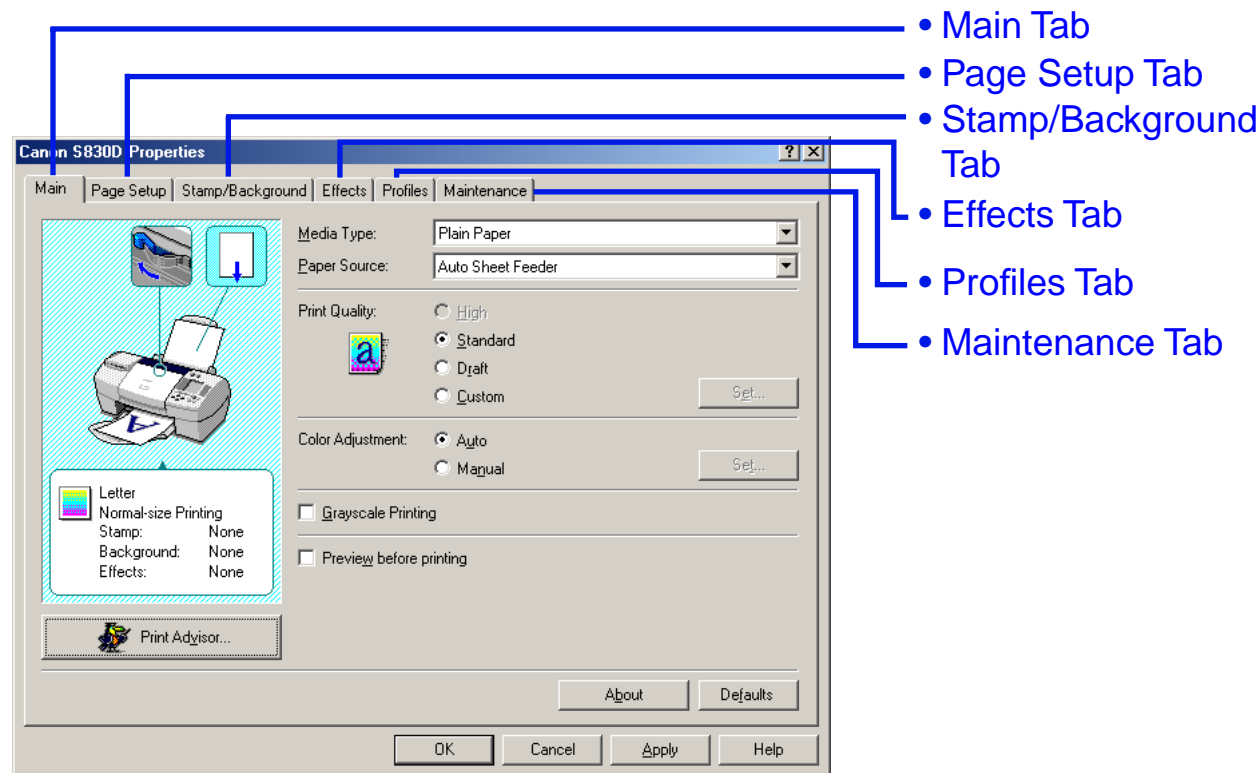 • Main Tab
• Page Setup Tab
• Stamp/Background
Tab
• Effects Tab
• Profiles Tab
• Maintenance Tab
Canon S830D Properties
Main Page Setup Stamp/Background Effects Profiles Maintenance
Media Type: Plain Paper
Paper Source: Auto Sheet Feeder
Print Quality: High
a
Standard
Draft
Custom Set...
Color Adjustment: Auto
Manual Set...
A
Letter
Normal-size Printing
Stamp: None
Background: None
Effects: None
Grayscale Printing
Preview before printing
Print Advisor...
About Defaults
OK Cancel Apply Help